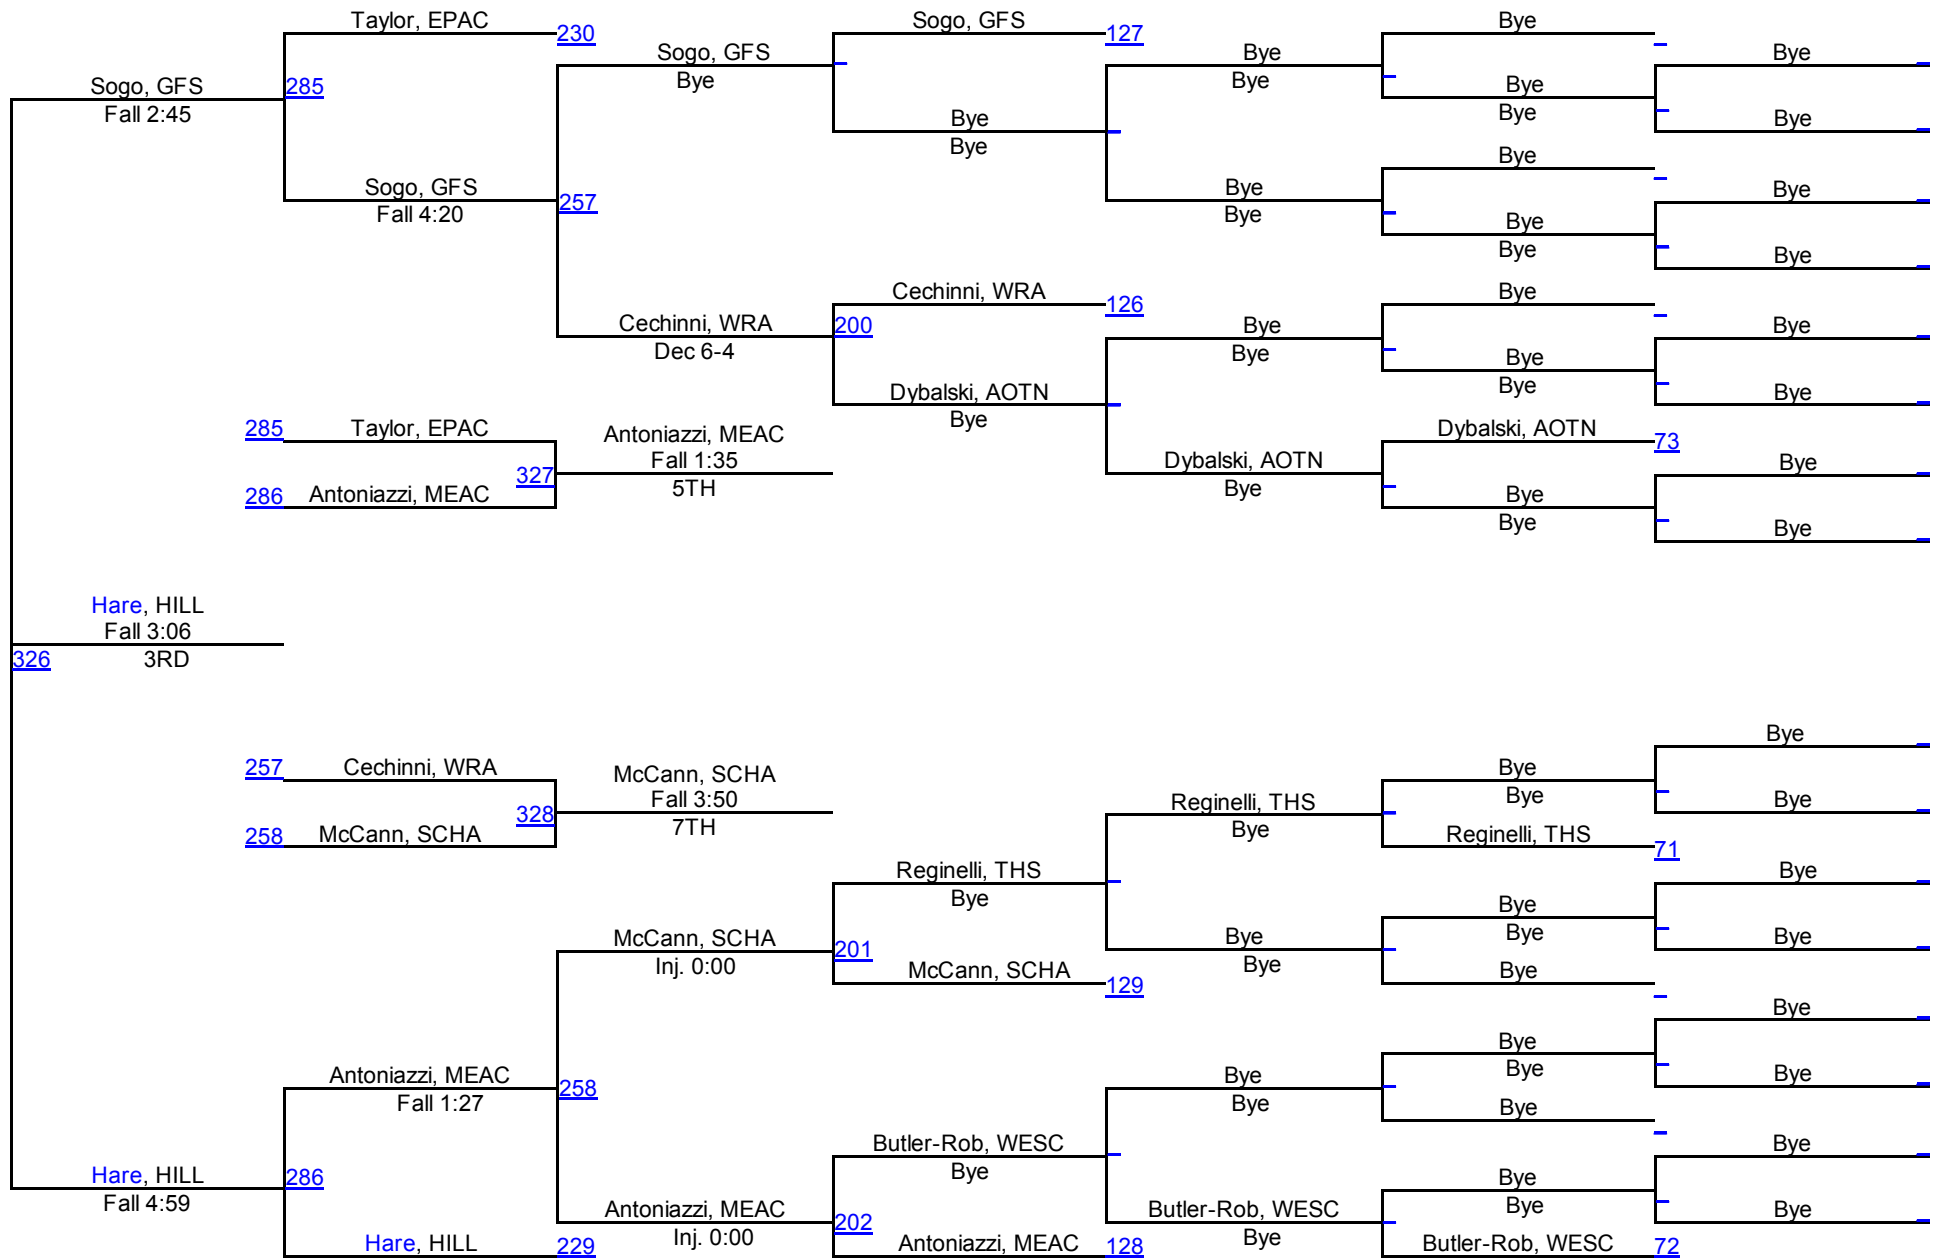 Taylor, EPAC
Sogo, GFS
Bye
230
127
Sogo, GFS
Bye
Bye
Bye
Bye
Bye
Sogo, GFS
285
Fall 2:45
Bye
Bye
Bye
Bye
Bye
Bye
Sogo, GFS
257
Fall 4:20
Bye
Bye
Bye
Bye
Bye
Bye
Cechinni, WRA
Bye
126
Cechinni, WRA
200
Dec 6-4
Bye
Bye
Bye
Bye
Bye
Dybalski, AOTN
Bye
Bye
285
Taylor, EPAC
Antoniazzi, MEAC
Fall 1:35
5TH
Dybalski, AOTN
73
327
Dybalski, AOTN
Bye
Bye
286
Antoniazzi, MEAC
Bye
Bye
Bye
Hare, HILL
Fall 3:06
3RD
326
Bye
257
Cechinni, WRA
McCann, SCHA
Fall 3:50
7TH
Bye
Bye
Reginelli, THS
Bye
Bye
328
258
McCann, SCHA
Reginelli, THS
71
Reginelli, THS
Bye
Bye
Bye
Bye
McCann, SCHA
Inj. 0:00
201
Bye
Bye
Bye
McCann, SCHA
129
Bye
Bye
Bye
Bye
Antoniazzi, MEAC
Fall 1:27
258
Bye
Bye
Bye
Bye
Butler-Rob, WESC
Bye
Bye
Hare, HILL
286
Fall 4:59
Bye
Bye
Antoniazzi, MEAC
Inj. 0:00
202
Butler-Rob, WESC
Bye
Bye
Hare, HILL
229
Antoniazzi, MEAC
128
Butler-Rob, WESC
72